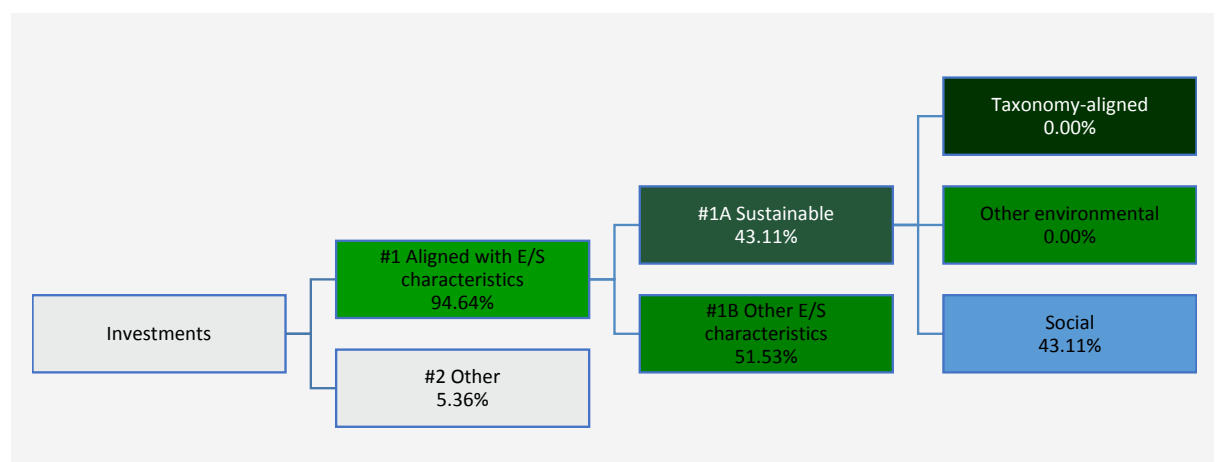 Investments
#1 Aligned with E/S
characteristics
94.64%
#2 Other
5.36%
#1A Sustainable
43.11%
#1B Other E/S
characteristics
51.53%
Taxonomy-aligned
0.00%
Other environmental
0.00%
Social
43.11%